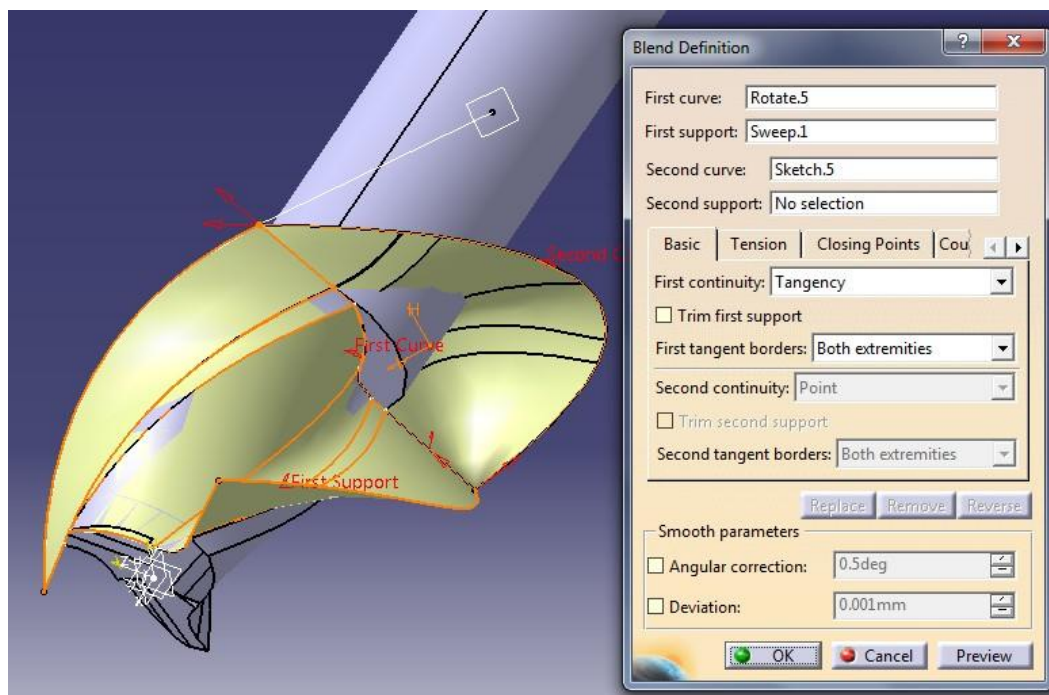 Blend Definition
First curve: Rotate.5
First support: Sweep.1
Second curve: Sketch.5
Second support: No selection
Basic Tension Closing Points Cou
First continuity: Tangency
Trim first support
First tangent borders: Both extremities
Second continuity: Point
Trim second support
Second tangent borders: Both extremities
Replace Remove Reverse
Smooth parameters
Angular correction: 0.5deg
Deviation: 0.001mm
OK Cancel Preview
Second C
H
First Curve
1
First Support
Z